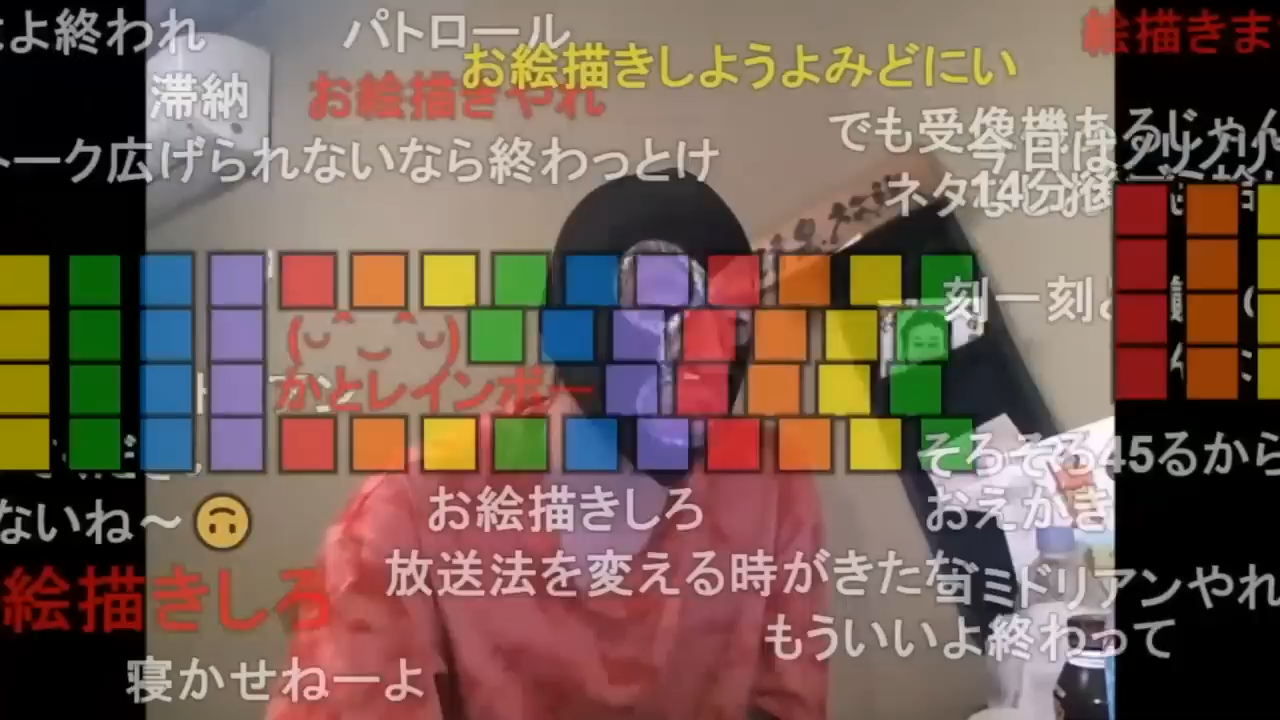 よ終われ
パトロール
絵描きま
お絵描きしようよみどにい
滞納
お絵描きやれ
でも受像機あるじゃん
トーク広げられないなら終わっとけ
今日は
14分
ネタ
刻一刻
(ᴗ̂ ‿ ᴗ̂)
かとレインボー
そろそろ45るから
ないね～🙃
お絵描きしろ
おえかき
放送法を変える時がきたな
ゴミドリアンやれ
絵描きしろ
もういいよ終わって
寝かせねーよ